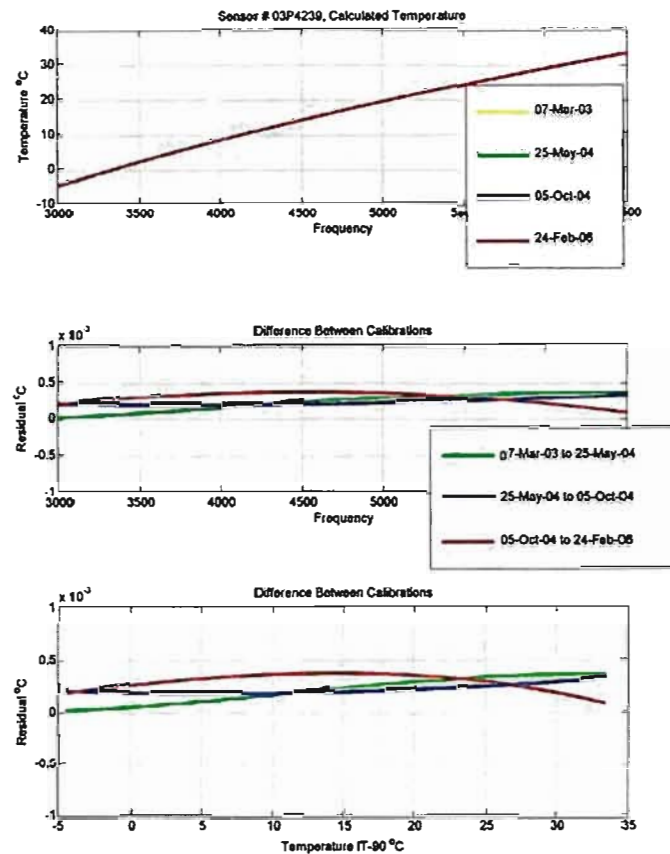 Sensor # 03P4239, Calculated Temperature
40
30
20
10
0
-10
Temperature °C
3000 3500 4000 4500 5000
Frequency
07-Mar-03
25-May-04
05-Oct-04
24-Feb-06
500
Difference Between Calibrations
x 10-3
1
0.5
0
-0.5
-1
Residual °C
3000 3500 4000 4500 5000
Frequency
07-Mar-03 to 25-May-04
25-May-04 to 05-Oct-04
05-Oct-04 to 24-Feb-06
Difference Between Calibrations
x 10-3
1
0.5
0
-0.5
-1
Residual °C
-5 0 5 10 15 20 25 30 35
Temperature IT-90 °C